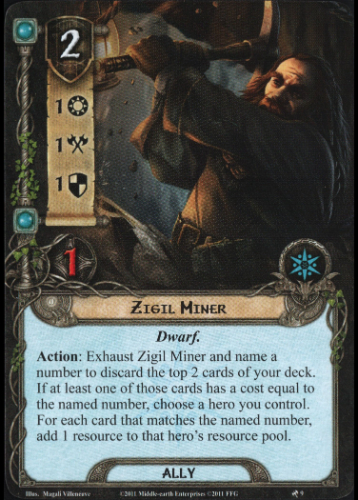 2
1
1
1
1
ZIGIL MINER
Dwarf.
Action: Exhaust Zigil Miner and name a
number to discard the top 2 cards of your deck.
If at least one of those cards has a cost equal to
the named number, choose a hero you control.
For each card that matches the named number,
add 1 resource to that hero's resource pool.
ALLY
Illus. Magali Villeneuve ©2011 Middle-earth Enterprises ©2011 FFG 9